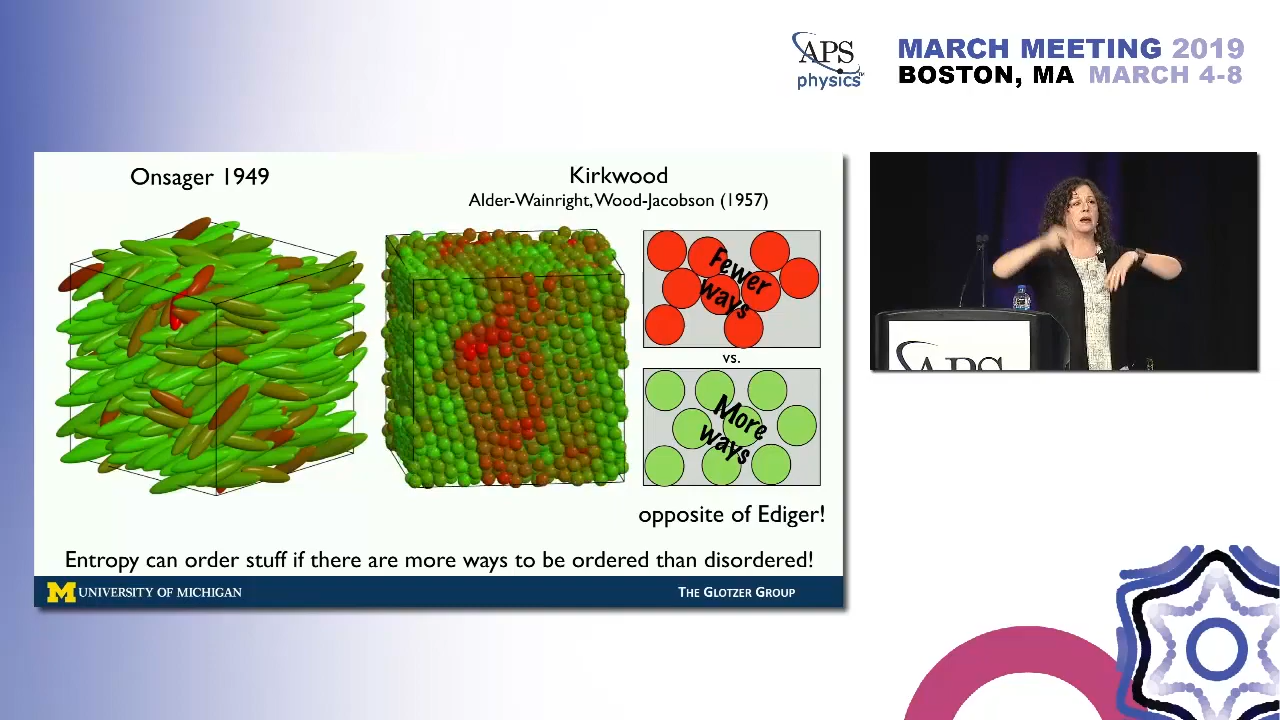 APS
physics
MARCH MEETING 2019
BOSTON, MA MARCH 4-8
Onsager 1949
Kirkwood
Alder-Wainright, Wood-Jacobson (1957)
Fewer
ways
vs.
More
ways
opposite of Ediger!
Entropy can order stuff if there are more ways to be ordered than disordered!
M UNIVERSITY OF MICHIGAN
THE GLOTZER GROUP
APS